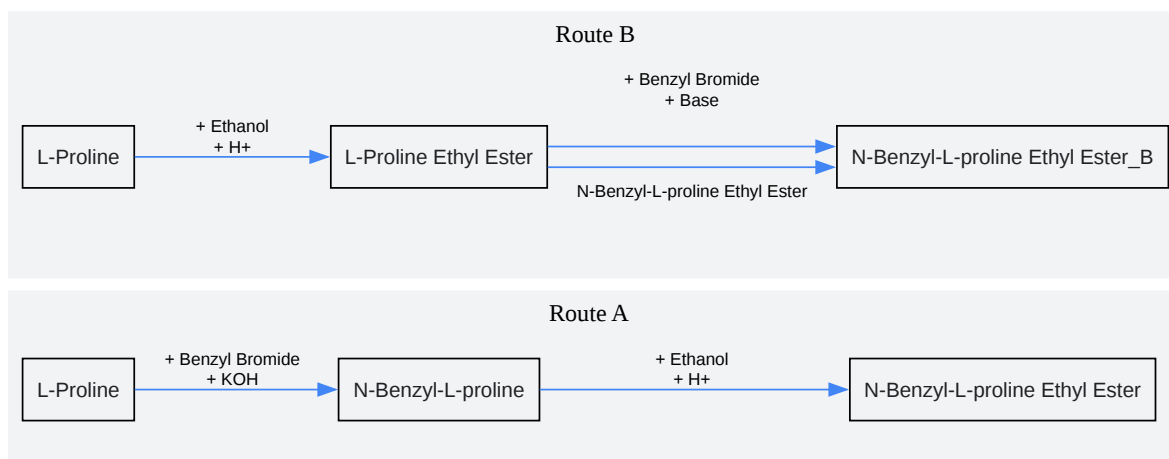 Route B
+ Benzyl Bromide
+ Base
+ Ethanol
+ H+
L-Proline
L-Proline Ethyl Ester
N-Benzyl-L-proline Ethyl Ester_B
N-Benzyl-L-proline Ethyl Ester
Route A
+ Benzyl Bromide
+ KOH
+ Ethanol
+ H+
L-Proline
N-Benzyl-L-proline
N-Benzyl-L-proline Ethyl Ester